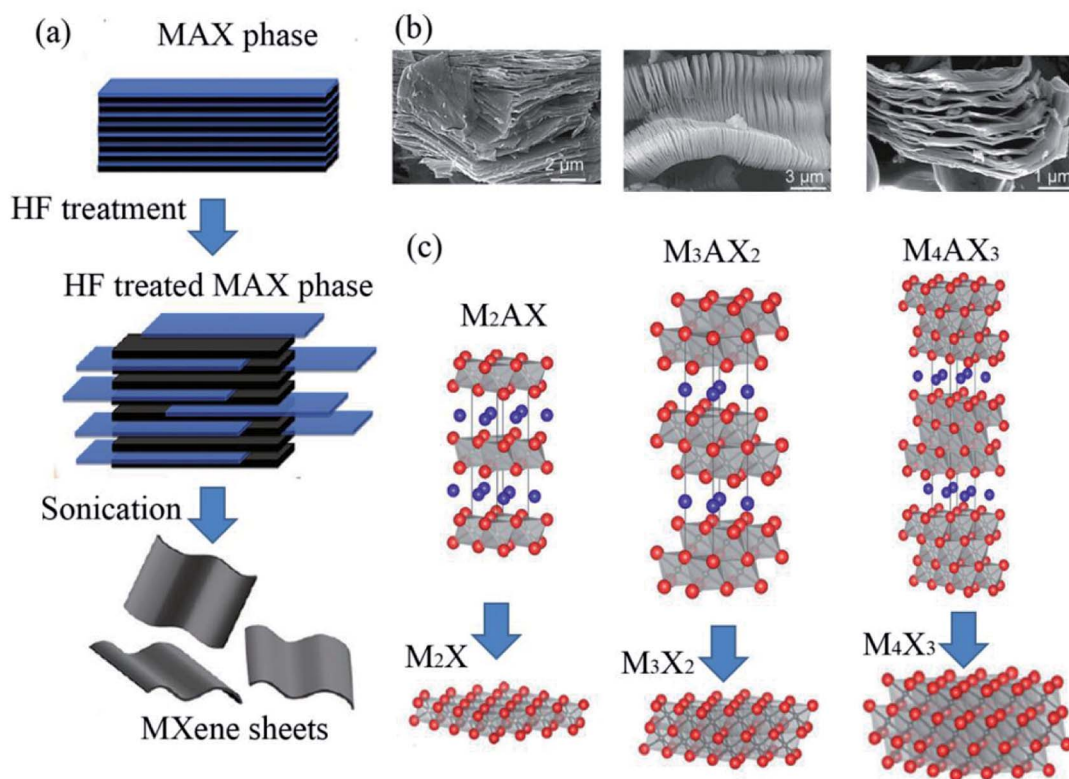 (a)
MAX phase
HF treatment
HF treated MAX phase
Sonication
MXene sheets
(b)
2 μm
3 μm
1 μm
(c)
M2AX
M3AX2
M4AX3
M2X
M3X2
M4X3